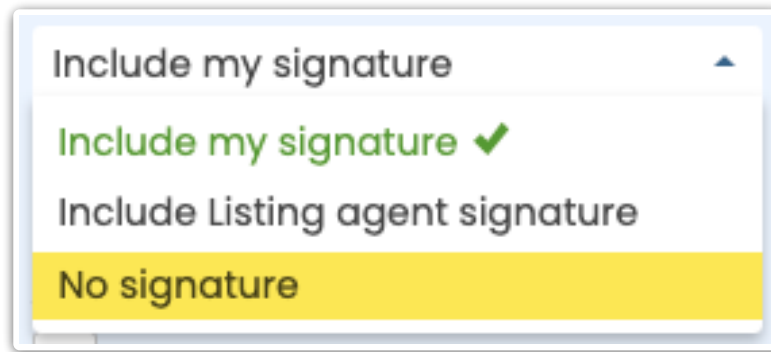 Include my signature
Include my signature ✔
Include Listing agent signature
No signature